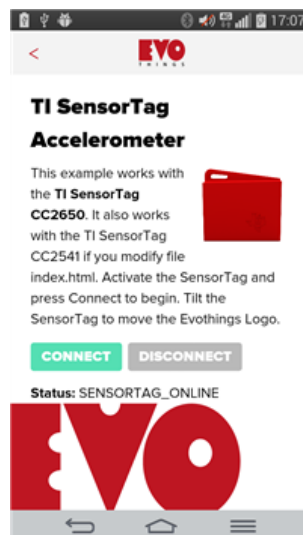 17:07
<
EVO
THINGS
TI SensorTag
Accelerometer
This example works with
the TI SensorTag
CC2650. It also works
with the TI SensorTag
CC2541 if you modify file
index.html. Activate the SensorTag and
press Connect to begin. Tilt the
SensorTag to move the Evothings Logo.
CONNECT DISCONNECT
Status: SENSORTAG_ONLINE
EVO